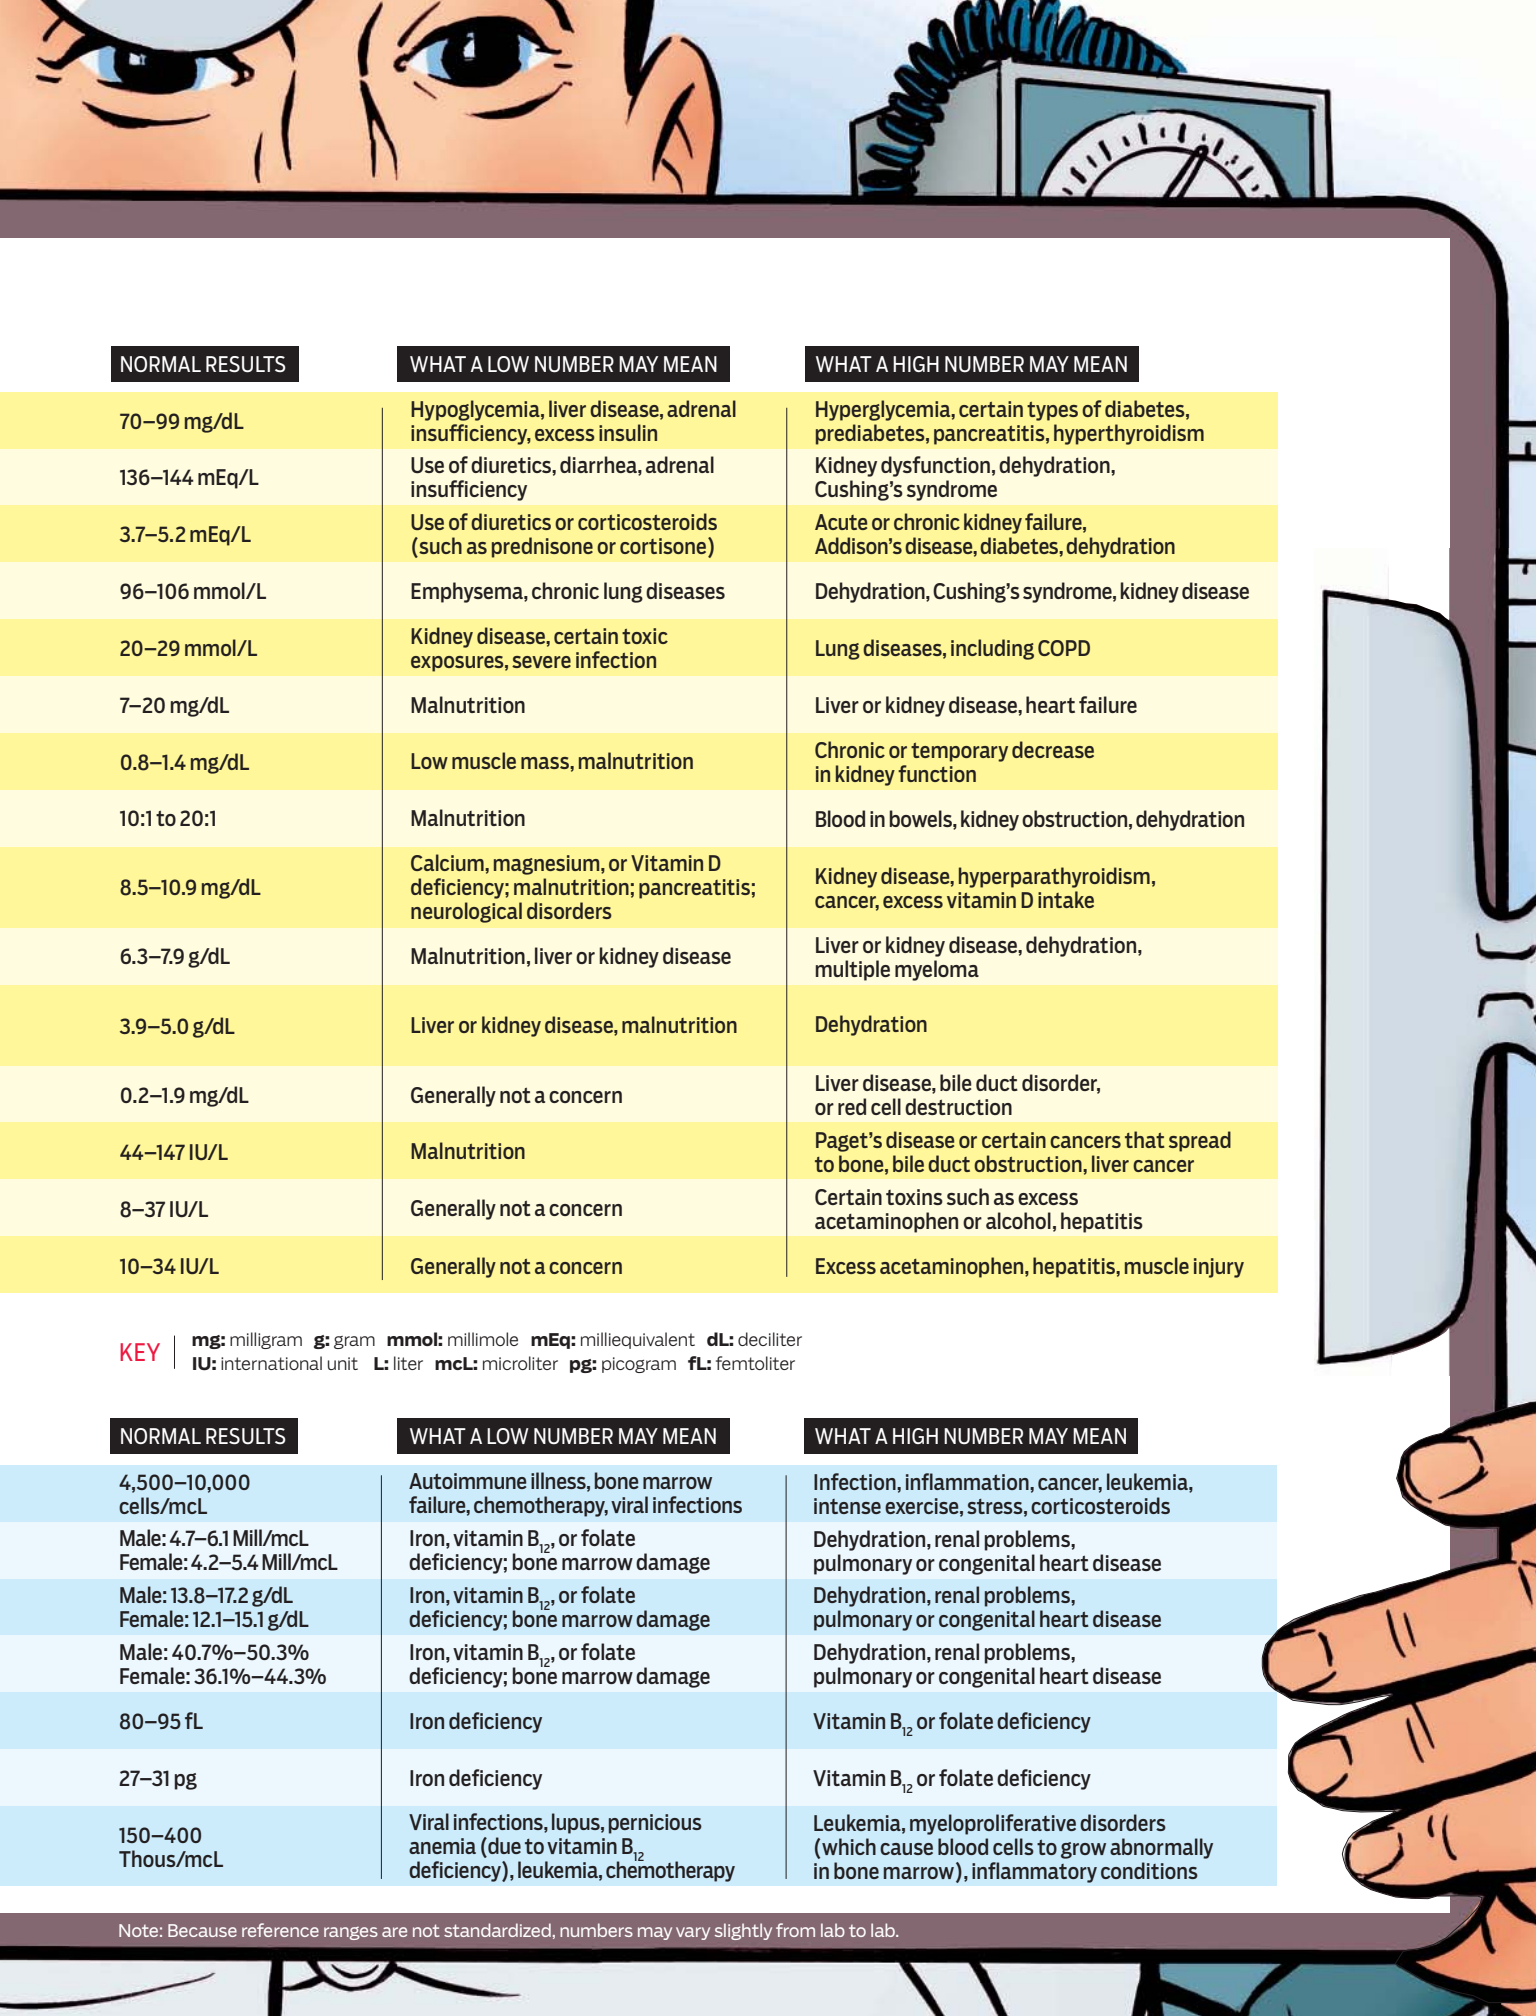 NORMAL RESULTS
WHAT A LOW NUMBER MAY MEAN
WHAT A HIGH NUMBER MAY MEAN
70–99 mg/dL
Hypoglycemia, liver disease, adrenal
insufficiency, excess insulin
Hyperglycemia, certain types of diabetes,
prediabetes, pancreatitis, hyperthyroidism
136–144 mEq/L
Use of diuretics, diarrhea, adrenal
insufficiency
Kidney dysfunction, dehydration,
Cushing’s syndrome
3.7–5.2 mEq/L
Use of diuretics or corticosteroids
(such as prednisone or cortisone)
Acute or chronic kidney failure,
Addison’s disease, diabetes, dehydration
96–106 mmol/L
Emphysema, chronic lung diseases
Dehydration, Cushing’s syndrome, kidney disease
20–29 mmol/L
Kidney disease, certain toxic
exposures, severe infection
Lung diseases, including COPD
7–20 mg/dL
Malnutrition
Liver or kidney disease, heart failure
0.8–1.4 mg/dL
Low muscle mass, malnutrition
Chronic or temporary decrease
in kidney function
10:1 to 20:1
Malnutrition
Blood in bowels, kidney obstruction, dehydration
8.5–10.9 mg/dL
Calcium, magnesium, or Vitamin D
deficiency; malnutrition; pancreatitis;
neurological disorders
Kidney disease, hyperparathyroidism,
cancer, excess vitamin D intake
6.3–7.9 g/dL
Malnutrition, liver or kidney disease
Liver or kidney disease, dehydration,
multiple myeloma
3.9–5.0 g/dL
Liver or kidney disease, malnutrition
Dehydration
0.2–1.9 mg/dL
Generally not a concern
Liver disease, bile duct disorder,
or red cell destruction
44–147 IU/L
Malnutrition
Paget’s disease or certain cancers that spread
to bone, bile duct obstruction, liver cancer
8–37 IU/L
Generally not a concern
Certain toxins such as excess
acetaminophen or alcohol, hepatitis
10–34 IU/L
Generally not a concern
Excess acetaminophen, hepatitis, muscle injury
KEY
mg: milligram g: gram mmol: millimole mEq: milliequivalent dL: deciliter
IU: international unit L: liter mcL: microliter pg: picogram fL: femtoliter
NORMAL RESULTS
WHAT A LOW NUMBER MAY MEAN
WHAT A HIGH NUMBER MAY MEAN
4,500–10,000
cells/mcL
Autoimmune illness, bone marrow
failure, chemotherapy, viral infections
Infection, inflammation, cancer, leukemia,
intense exercise, stress, corticosteroids
Male: 4.7–6.1 Mill/mcL
Female: 4.2–5.4 Mill/mcL
Iron, vitamin B12, or folate
deficiency; bone marrow damage
Dehydration, renal problems,
pulmonary or congenital heart disease
Male: 13.8–17.2 g/dL
Female: 12.1–15.1 g/dL
Iron, vitamin B12, or folate
deficiency; bone marrow damage
Dehydration, renal problems,
pulmonary or congenital heart disease
Male: 40.7%–50.3%
Female: 36.1%–44.3%
Iron, vitamin B12, or folate
deficiency; bone marrow damage
Dehydration, renal problems,
pulmonary or congenital heart disease
80–95 fL
Iron deficiency
Vitamin B12 or folate deficiency
27–31 pg
Iron deficiency
Vitamin B12 or folate deficiency
150–400
Thous/mcL
Viral infections, lupus, pernicious
anemia (due to vitamin B12
deficiency), leukemia, chemotherapy
Leukemia, myeloproliferative disorders
(which cause blood cells to grow abnormally
in bone marrow), inflammatory conditions
Note: Because reference ranges are not standardized, numbers may vary slightly from lab to lab.